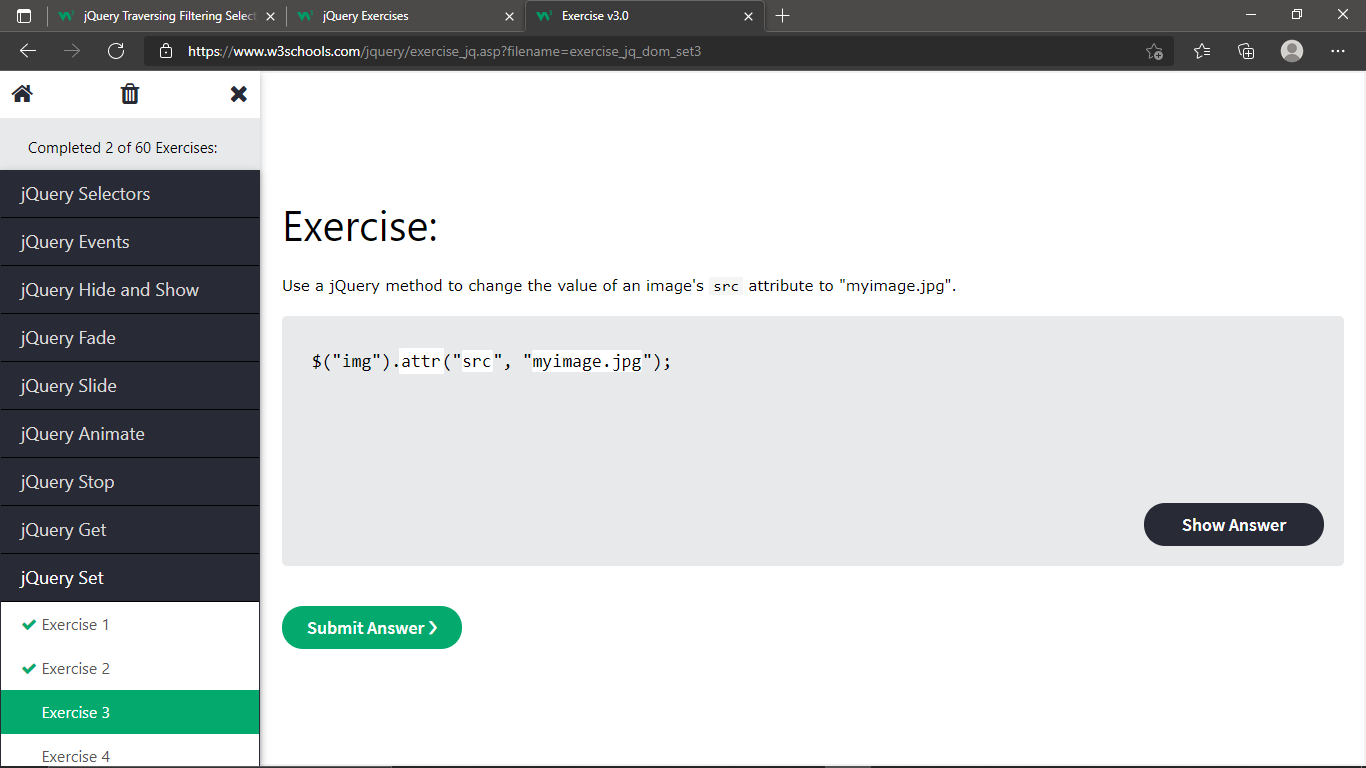 jQuery Traversing Filtering Select
jQuery Exercises
Exercise v3.0
https://www.w3schools.com/jquery/exercise_jq.asp?filename=exercise_jq_dom_set3
Completed 2 of 60 Exercises:
jQuery Selectors
jQuery Events
jQuery Hide and Show
jQuery Fade
jQuery Slide
jQuery Animate
jQuery Stop
jQuery Get
jQuery Set
Exercise 1
Exercise 2
Exercise 3
Exercise 4
Exercise:
Use a jQuery method to change the value of an image's src attribute to "myimage.jpg".
$("img").attr("src", "myimage.jpg");
Show Answer
Submit Answer ❯